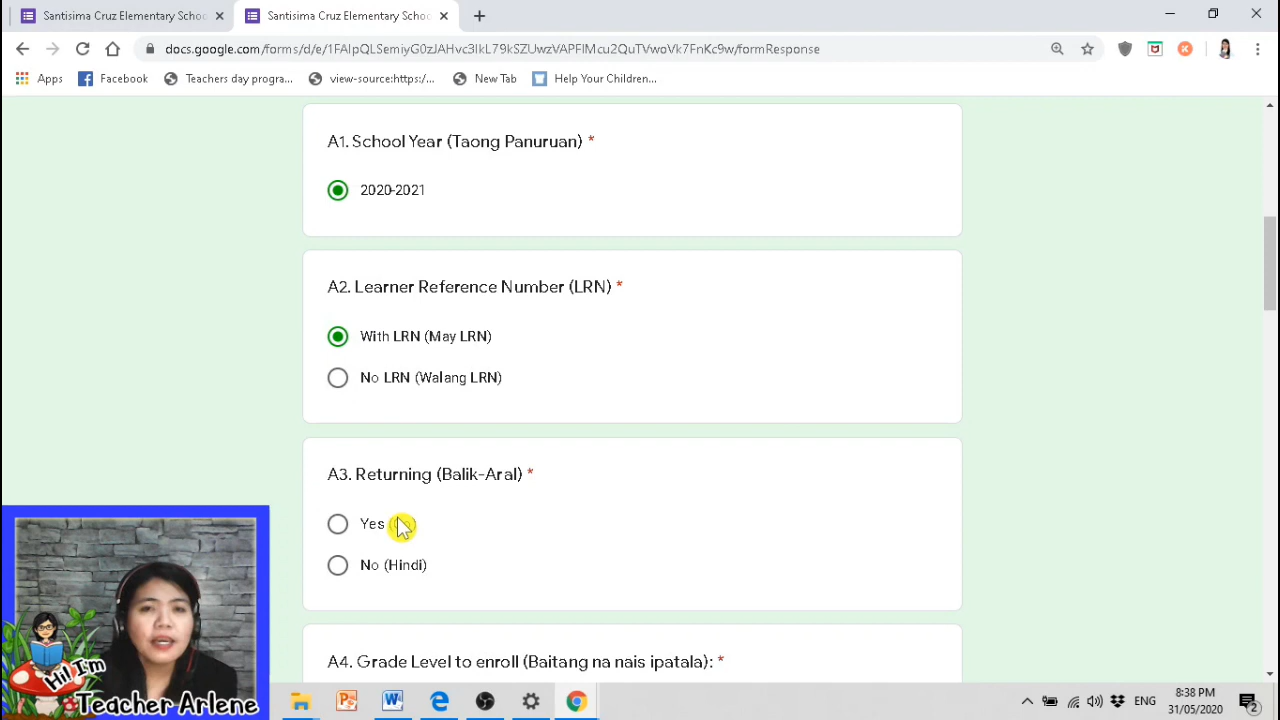 Santisima Cruz Elementary Schoo
Santisima Cruz Elementary Schoo
docs.google.com/forms/d/e/1FAIpQLSemiyG0zJAHvc3IkL79kSZUwzVAPFIMcu2QuTVwoVk7FnKc9w/formResponse
Apps
Facebook
Teachers day progra...
view-source:https:/...
New Tab
Help Your Children...
A1. School Year (Taong Panuruan) *
2020-2021
A2. Learner Reference Number (LRN) *
With LRN (May LRN)
No LRN (Walang LRN)
A3. Returning (Balik-Aral) *
Yes
No (Hindi)
A4. Grade Level to enroll (Baitang na nais ipatala): *
Hi! I'm
Teacher Arlene
ENG
8:38 PM
31/05/2020
2